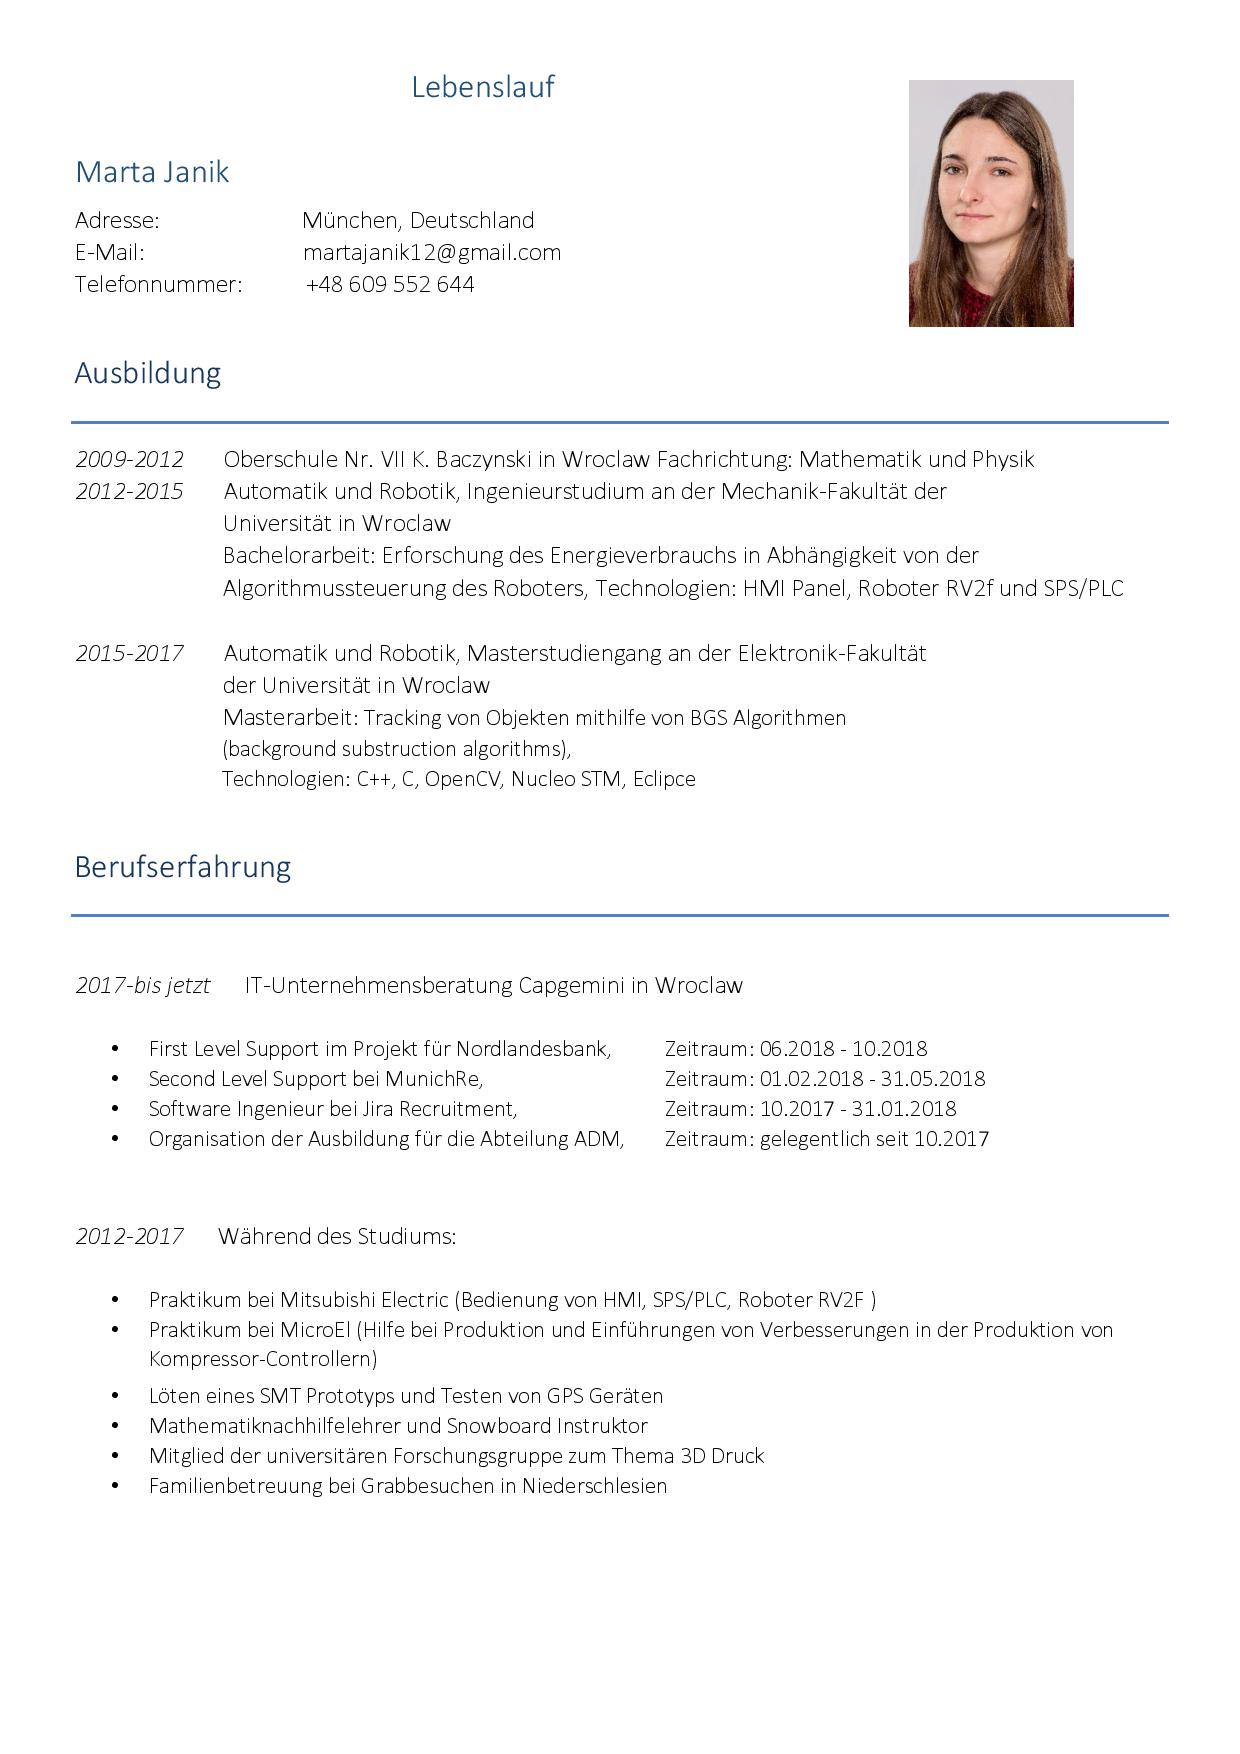 Lebenslauf
Marta Janik
Adresse: München, Deutschland
E-Mail: martajanik12@gmail.com
Telefonnummer: +48 609 552 644
Ausbildung
2009-2012 Oberschule Nr. VII K. Baczynski in Wroclaw Fachrichtung: Mathematik und Physik
2012-2015 Automatik und Robotik, Ingenieurstudium an der Mechanik-Fakultät der
Universität in Wroclaw
Bachelorarbeit: Erforschung des Energieverbrauchs in Abhängigkeit von der
Algorithmussteuerung des Roboters, Technologien: HMI Panel, Roboter RV2f und SPS/PLC
2015-2017 Automatik und Robotik, Masterstudiengang an der Elektronik-Fakultät
der Universität in Wroclaw
Masterarbeit: Tracking von Objekten mithilfe von BGS Algorithmen
(background substruction algorithms),
Technologien: C++, C, OpenCV, Nucleo STM, Eclipce
Berufserfahrung
2017-bis jetzt IT-Unternehmensberatung Capgemini in Wroclaw
• First Level Support im Projekt für Nordlandesbank, Zeitraum: 06.2018 - 10.2018
• Second Level Support bei MunichRe, Zeitraum: 01.02.2018 - 31.05.2018
• Software Ingenieur bei Jira Recruitment, Zeitraum: 10.2017 - 31.01.2018
• Organisation der Ausbildung für die Abteilung ADM, Zeitraum: gelegentlich seit 10.2017
2012-2017 Während des Studiums:
• Praktikum bei Mitsubishi Electric (Bedienung von HMI, SPS/PLC, Roboter RV2F )
• Praktikum bei MicroEl (Hilfe bei Produktion und Einführungen von Verbesserungen in der Produktion von
Kompressor-Controllern)
• Löten eines SMT Prototyps und Testen von GPS Geräten
• Mathematiknachhilfelehrer und Snowboard Instruktor
• Mitglied der universitären Forschungsgruppe zum Thema 3D Druck
• Familienbetreuung bei Grabbesuchen in Niederschlesien